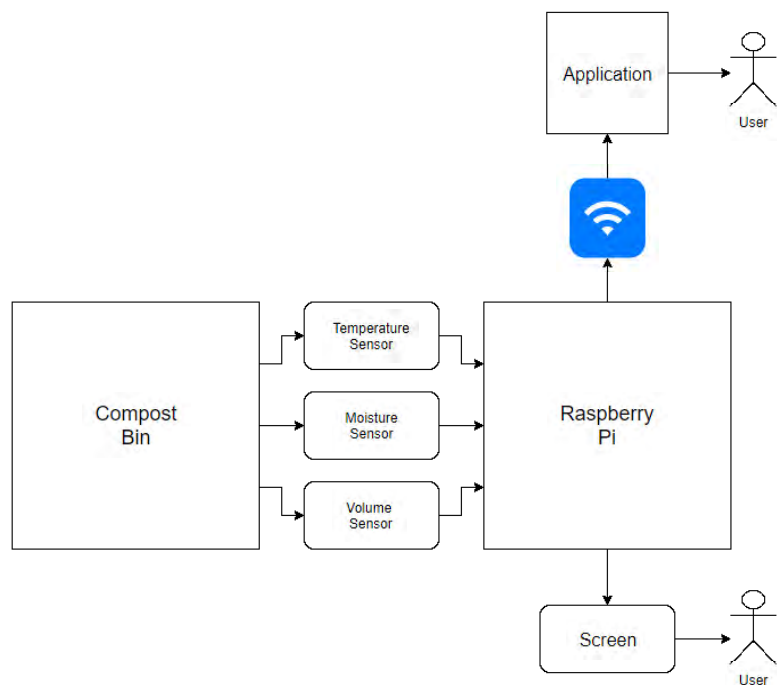 Application
User
Temperature
Sensor
Compost
Bin
Moisture
Sensor
Raspberry
Pi
Volume
Sensor
Screen
User